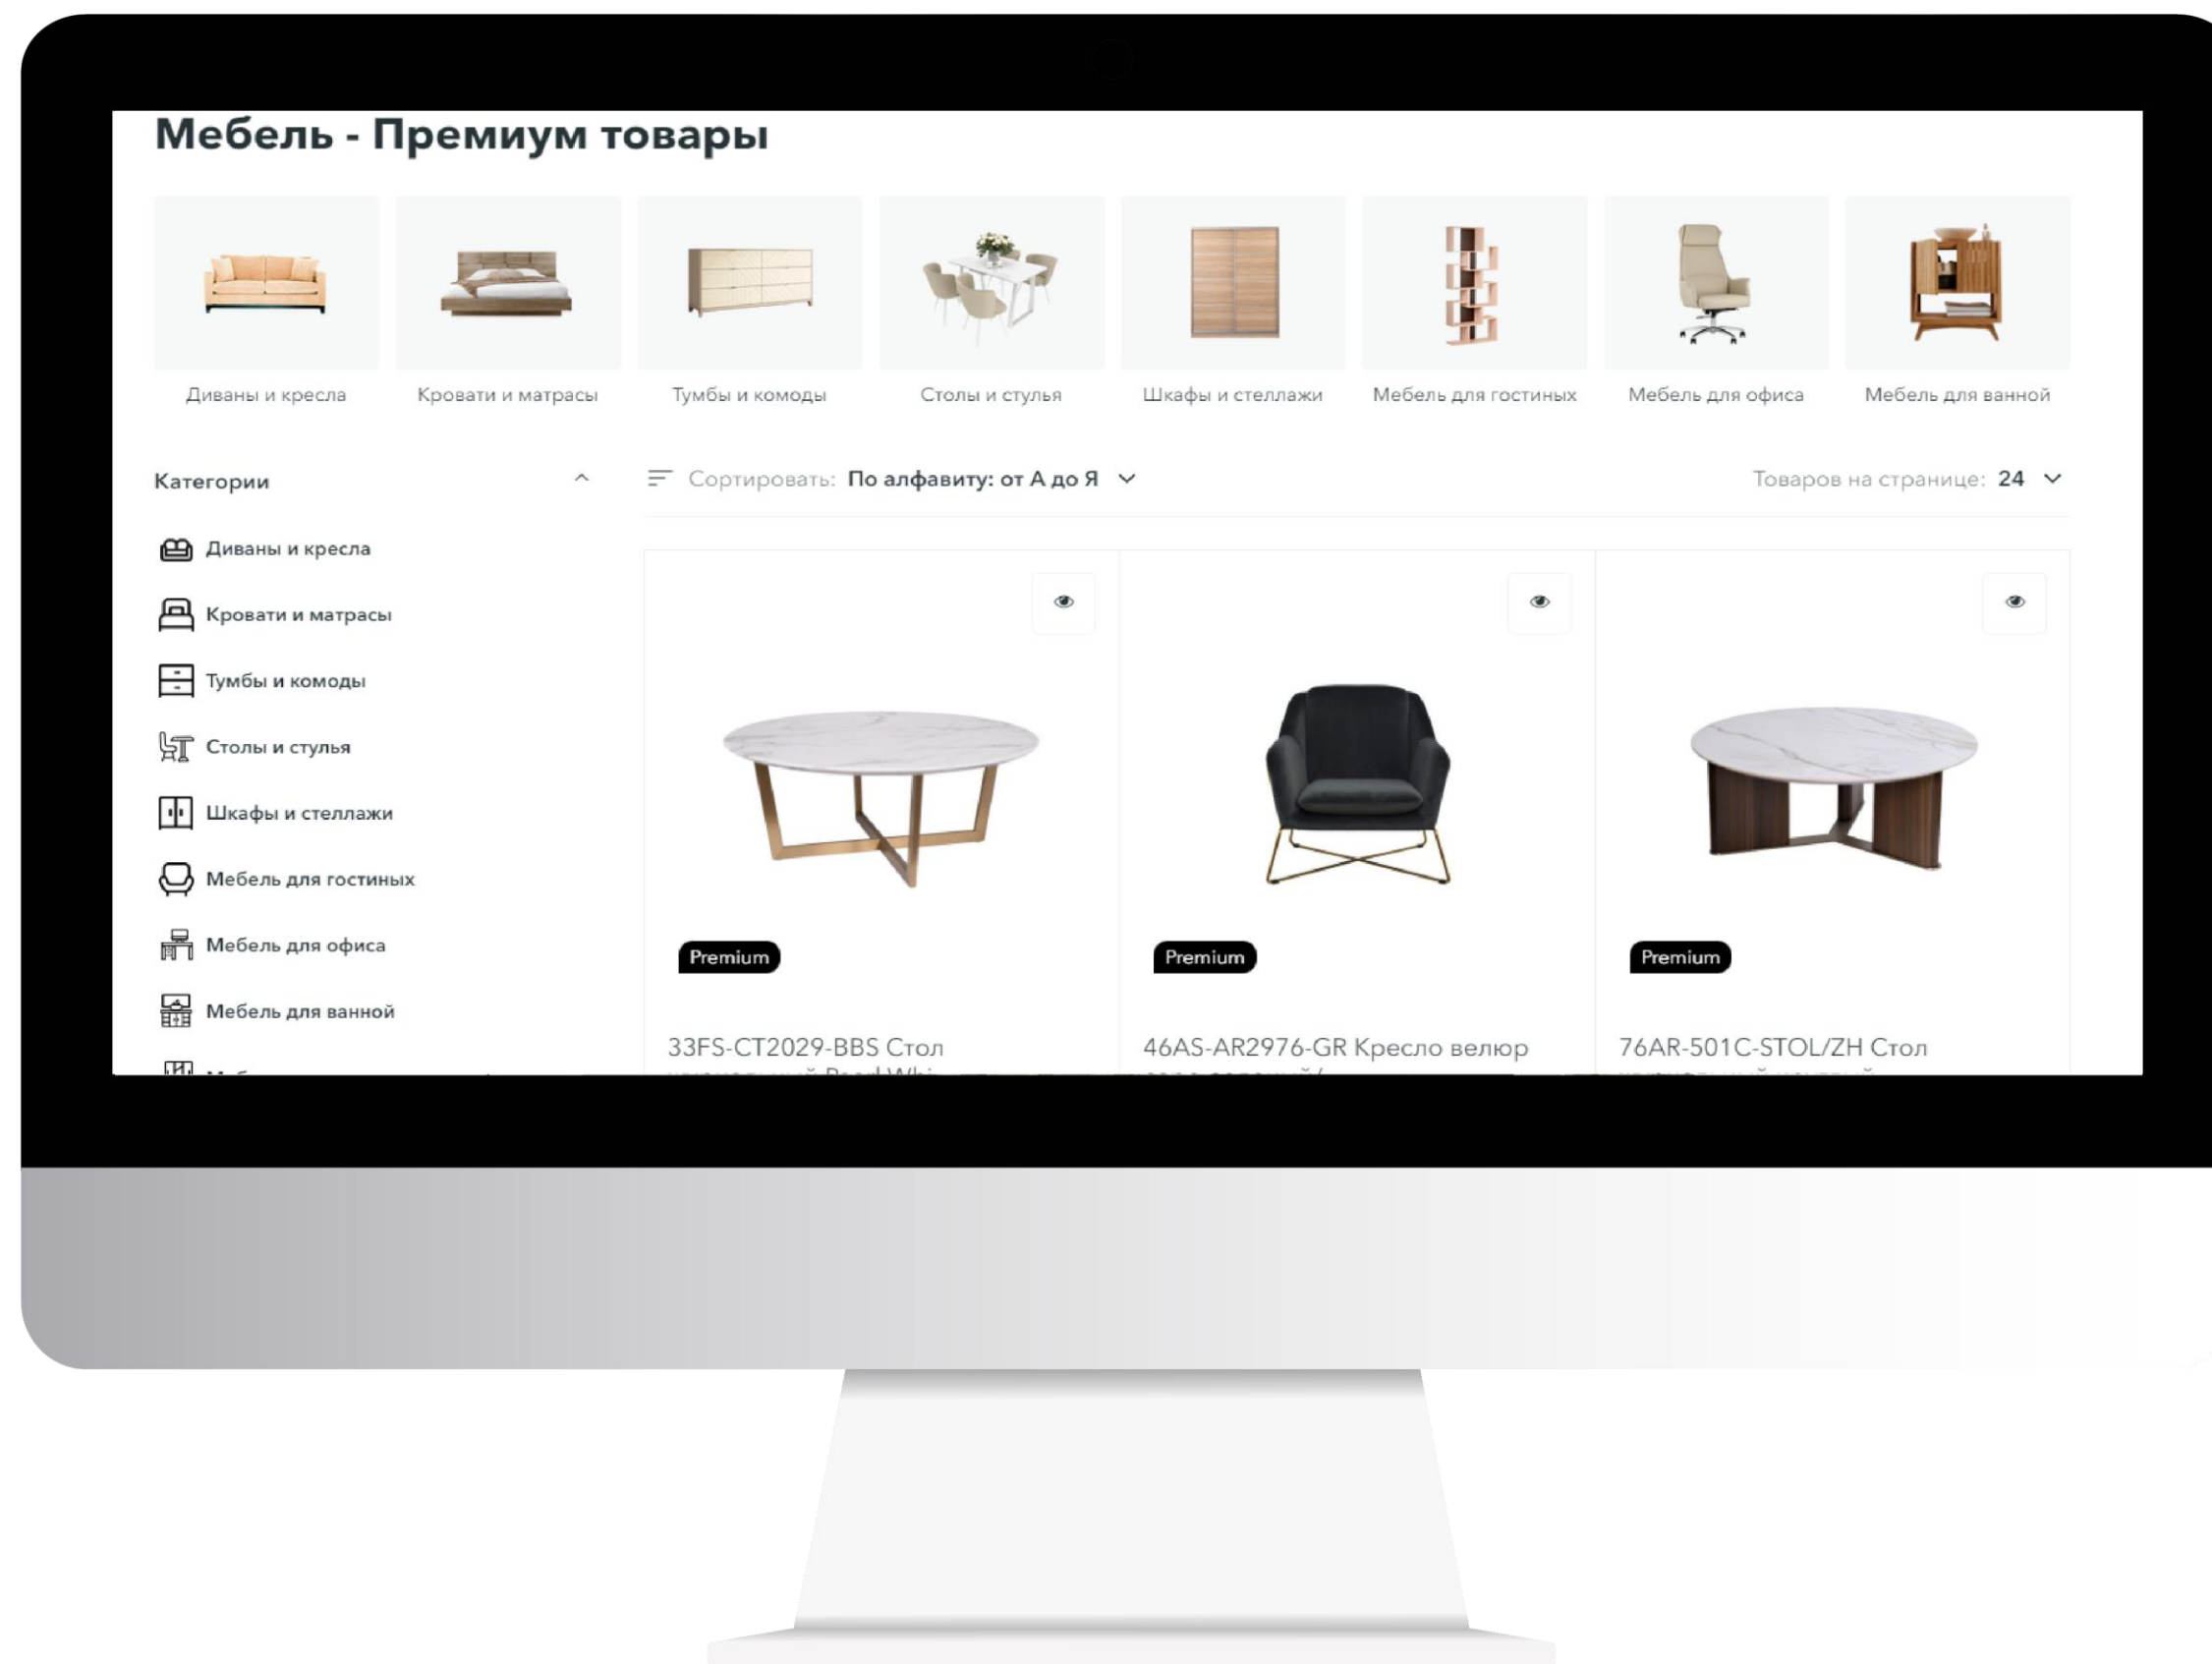 Мебель - Премиум товары
Диваны и кресла
Кровати и матрасы
Тумбы и комоды
Столы и стулья
Шкафы и стеллажи
Мебель для гостиных
Мебель для офиса
Мебель для ванной
Категории
Сортировать: По алфавиту: от А до Я
Товаров на странице: 24
Диваны и кресла
Кровати и матрасы
Тумбы и комоды
Столы и стулья
Шкафы и стеллажи
Мебель для гостиных
Мебель для офиса
Мебель для ванной
Premium
Premium
Premium
33FS-CT2029-BBS Стол
46AS-AR2976-GR Кресло велюр
76AR-501C-STOL/ZH Стол